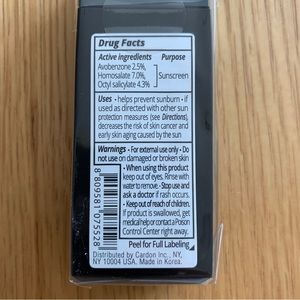 Drug Facts
Active ingredients Purpose
Avobenzone 2.5%,
Homosalate 7.0%, Sunscreen
Octyl salicylate 4.3%
Uses • helps prevent sunburn • if
used as directed with other sun
protection measures (see Directions),
decreases the risk of skin cancer and
early skin aging caused by the sun
Warnings • For external use only • Do
not use on damaged or broken skin
• When using this product
keep out of eyes. Rinse with
water to remove. • Stop use and
ask a doctor if rash occurs.
• Keep out of reach of children.
If product is swallowed, get
medical help or contact a Poison
Control Center right away.
Peel for Full Labeling
8 809581 075528
Distributed by Cardon Inc., NY,
NY 10004 USA. Made in Korea.